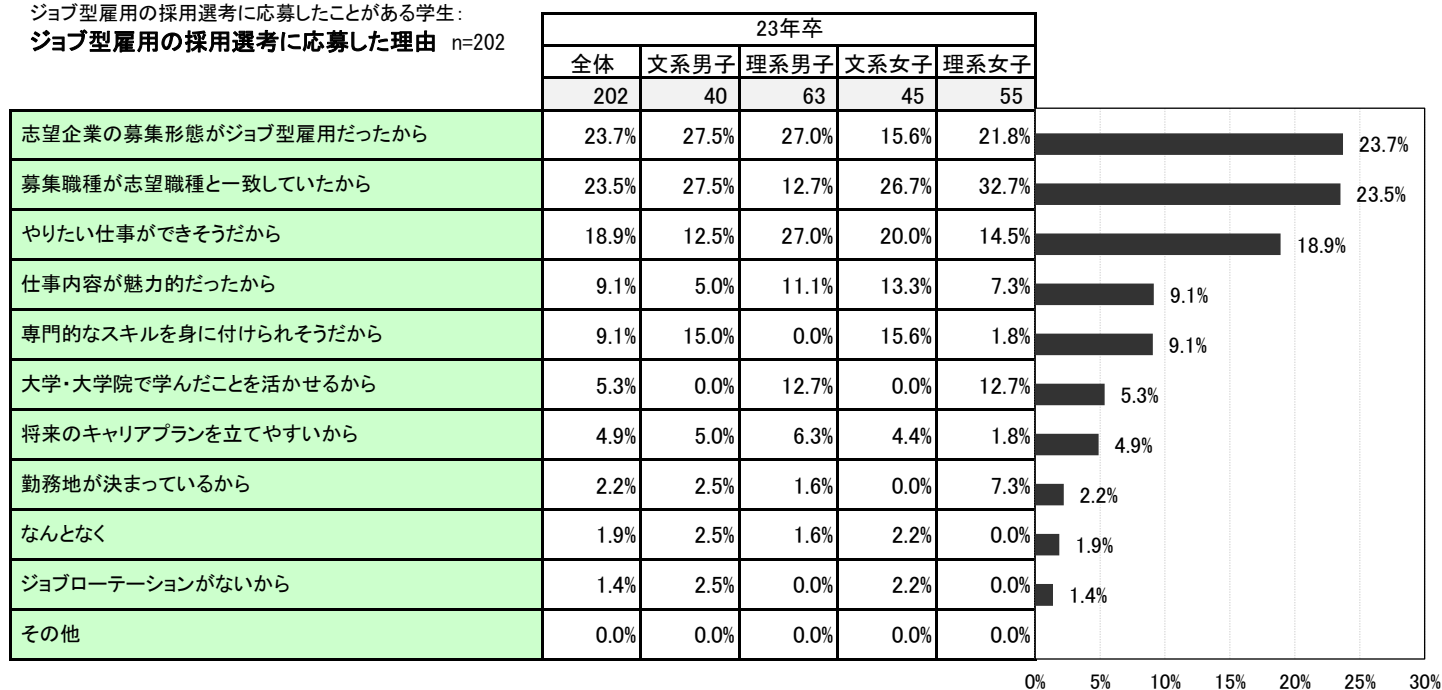 ジョブ型雇用の採用選考に応募したことがある学生:
ジョブ型雇用の採用選考に応募した理由 n=202
23年卒
全体 文系男子 理系男子 文系女子 理系女子
202 40 63 45 55
志望企業の募集形態がジョブ型雇用だったから 23.7% 27.5% 27.0% 15.6% 21.8% 23.7%
募集職種が志望職種と一致していたから 23.5% 27.5% 12.7% 26.7% 32.7% 23.5%
やりたい仕事ができそうだから 18.9% 12.5% 27.0% 20.0% 14.5% 18.9%
仕事内容が魅力的だったから 9.1% 5.0% 11.1% 13.3% 7.3% 9.1%
専門的なスキルを身に付けられそうだから 9.1% 15.0% 0.0% 15.6% 1.8% 9.1%
大学・大学院で学んだことを活かせるから 5.3% 0.0% 12.7% 0.0% 12.7% 5.3%
将来のキャリアプランを立てやすいから 4.9% 5.0% 6.3% 4.4% 1.8% 4.9%
勤務地が決まっているから 2.2% 2.5% 1.6% 0.0% 7.3% 2.2%
なんとなく 1.9% 2.5% 1.6% 2.2% 0.0% 1.9%
ジョブローテーションがないから 1.4% 2.5% 0.0% 2.2% 0.0% 1.4%
その他 0.0% 0.0% 0.0% 0.0% 0.0%
0% 5% 10% 15% 20% 25% 30%